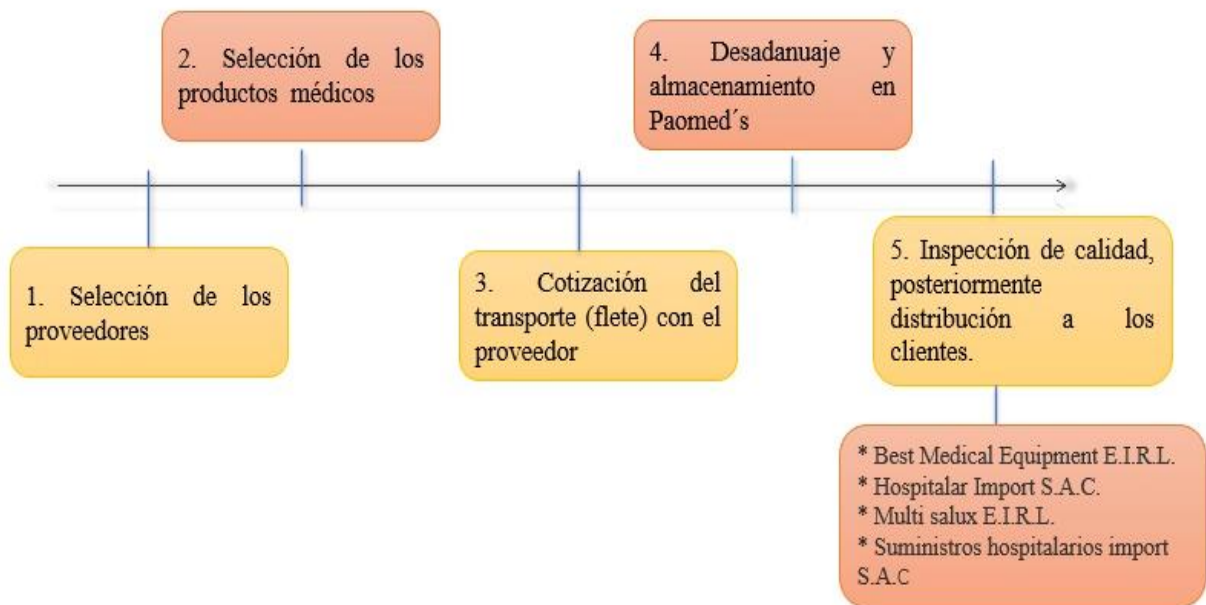 2. Selección de los
productos médicos
4. Desadanuaje y
almacenamiento en
Paomed´s
1. Selección de los
proveedores
3. Cotización del
transporte (flete) con el
proveedor
5. Inspección de calidad,
posteriormente
distribución a los
clientes.
* Best Medical Equipment E.I.R.L.
* Hospitalar Import S.A.C.
* Multi salux E.I.R.L.
* Suministros hospitalarios import
S.A.C